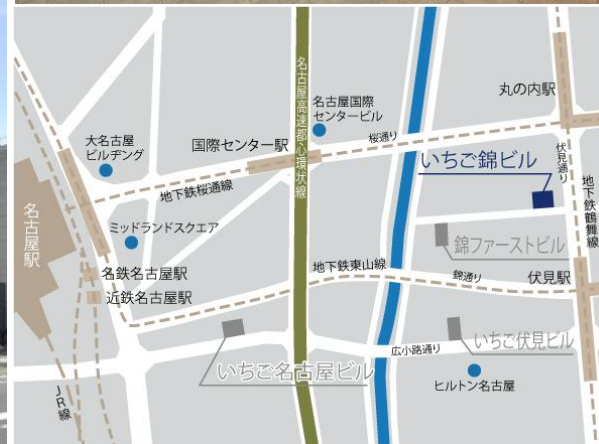 名古屋高速都心環状線
名古屋国際
センタービル
丸の内駅
大名古屋
ビルヂング
国際センター駅
桜通り
伏見通り
いちご錦ビル
地下鉄桜通線
地下鉄鶴舞線
名古屋駅
ミッドランドスクエア
錦ファーストビル
名鉄名古屋駅
地下鉄東山線
錦通り
伏見駅
近鉄名古屋駅
いちご伏見ビル
広小路通り
いちご名古屋ビル
ヒルトン名古屋
JR線